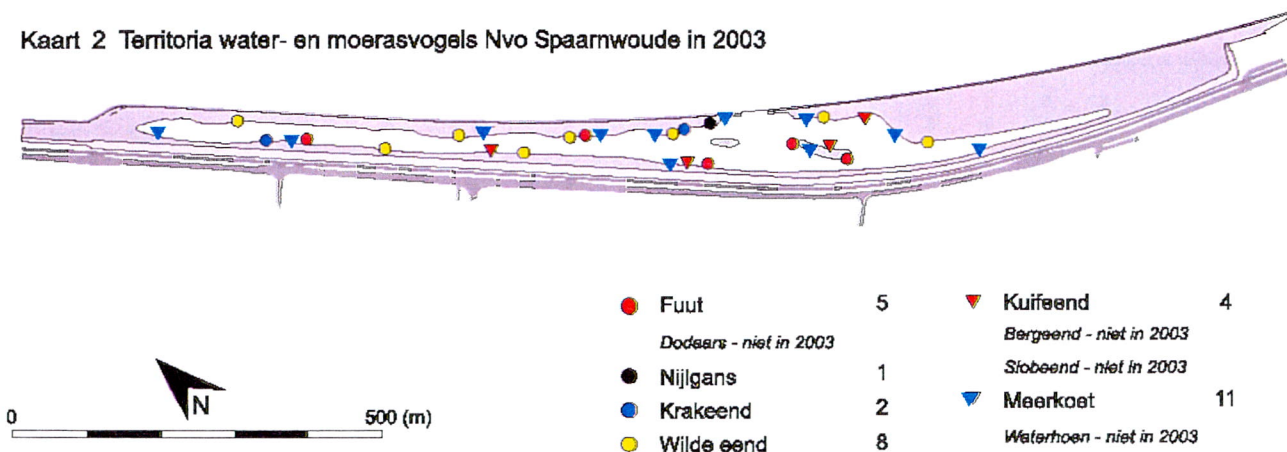 Kaart 2 Territoria water- en moerasvogels Nvo Spaarnwoude in 2003
Fuut 5
Dodaars - niet in 2003
Nijlgans 1
Krakeend 2
Wilde eend 8
Kuifeend 4
Bergeend - niet in 2003
Slobeend - niet in 2003
Meerkoet 11
Waterhoen - niet in 2003
N
0 500 (m)